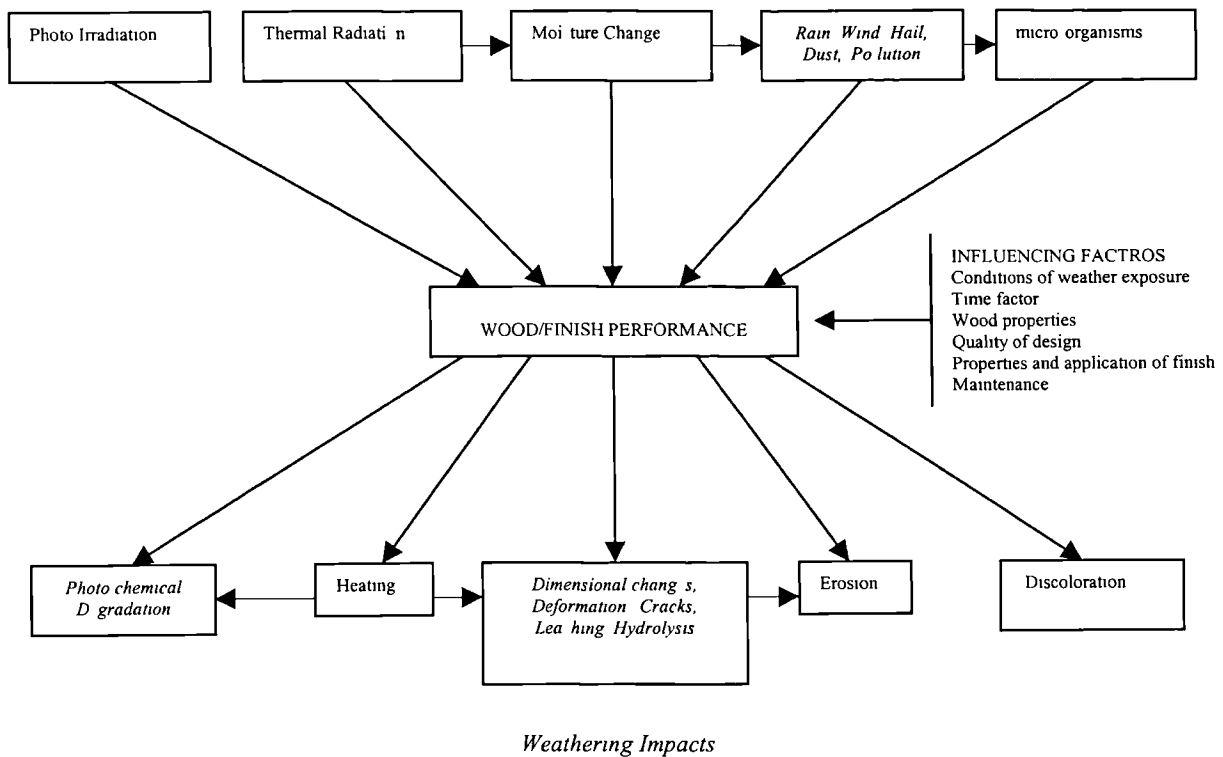 Photo Irradiation
Thermal Radiati n
Moi ture Change
Rain Wind Hail,
Dust, Po lution
micro organisms
INFLUENCING FACTROS
Conditions of weather exposure
Time factor
Wood properties
Quality of design
Properties and application of finish
Maintenance
WOOD/FINISH PERFORMANCE
Photo chemical
D gradation
Heating
Dimensional chang s,
Deformation Cracks,
Lea hing Hydrolysis
Erosion
Discoloration
Weathering Impacts